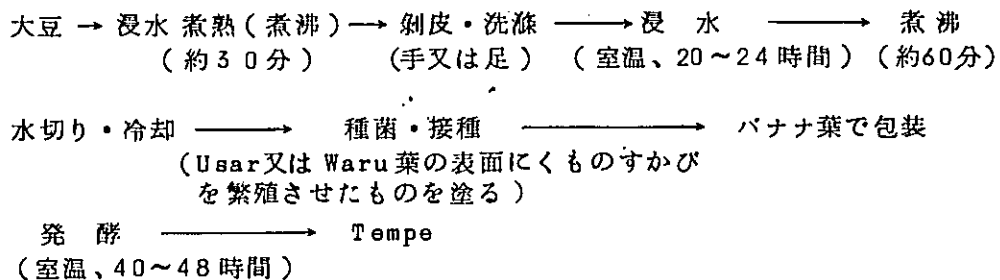 大豆 → 浸水 煮熟(煮沸)→ 剝皮・洗滌 → 浸 水 → 煮 沸
(約30分) (手又は足) (室温、20~24時間) (約60分)
水切り・冷却 → 種菌・接種 → バナナ葉で包装
(Usar又は Waru 葉の表面にくものすかび
を繁殖させたものを塗る)
発 酵 → Tempe
(室温、40~48時間)